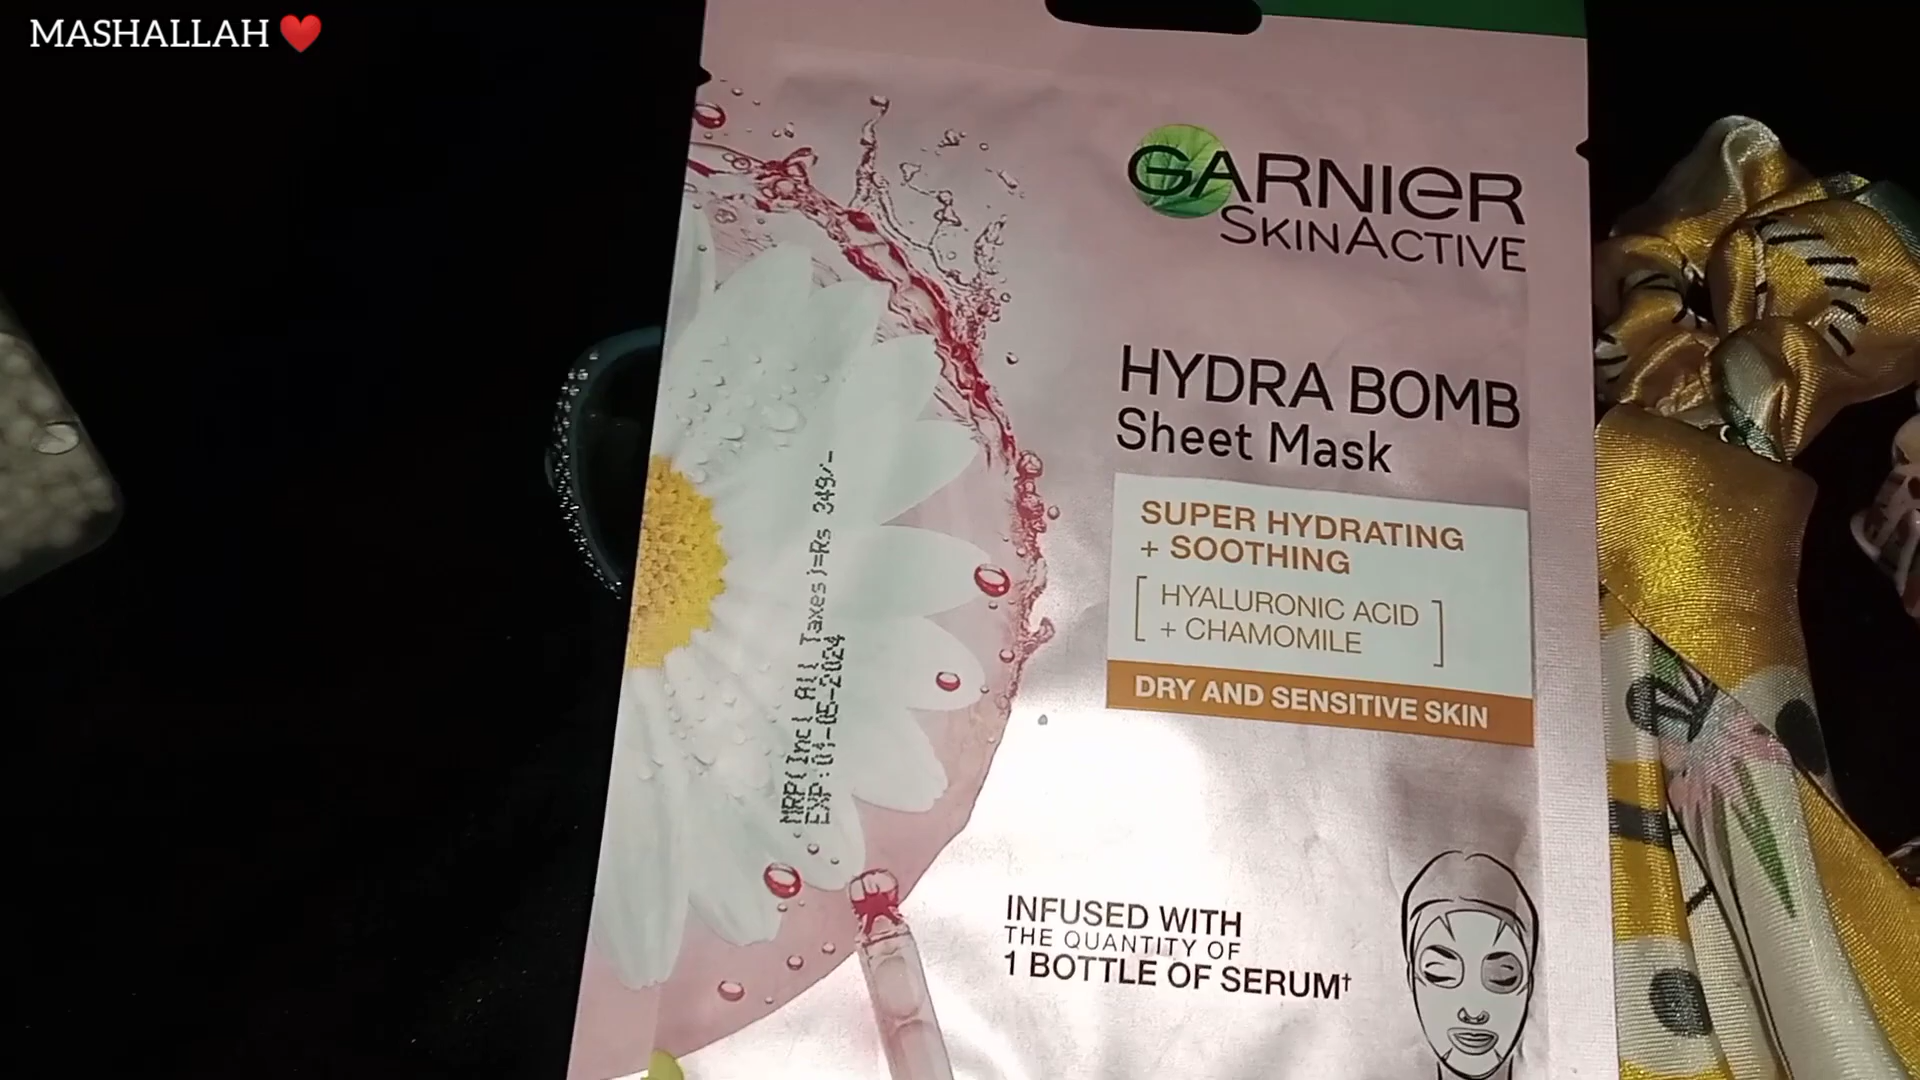 MASHALLAH ❤️
GARNIER
SKINACTIVE
HYDRA BOMB
Sheet Mask
SUPER HYDRATING
+ SOOTHING
[ HYALURONIC ACID
+ CHAMOMILE ]
DRY AND SENSITIVE SKIN
MRP(Incl All Taxes)=Rs 349/-
EXP:01-05-2024
INFUSED WITH
THE QUANTITY OF
1 BOTTLE OF SERUM†